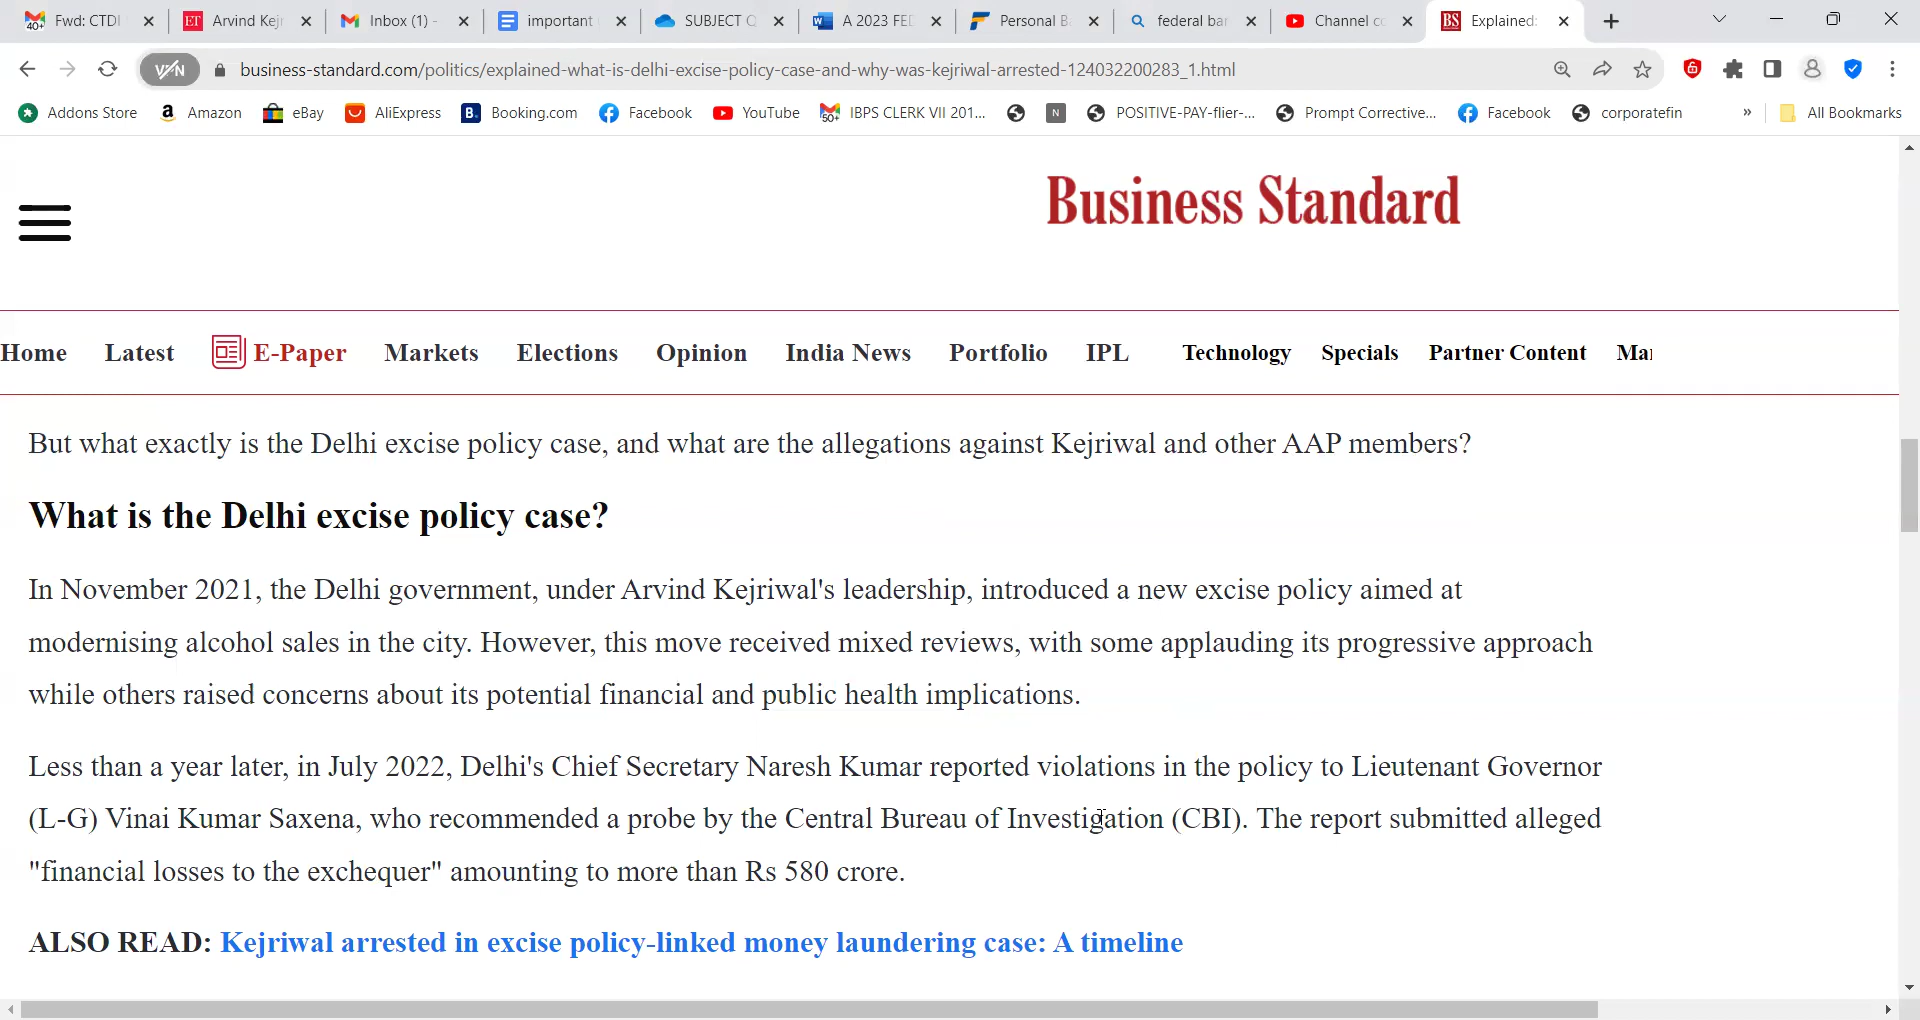 Fwd: CTDI
Arvind Kejr
Inbox (1) -
important
SUBJECT
A 2023 FED
Personal B
federal ban
Channel co
Explained:
VPN
business-standard.com/politics/explained-what-is-delhi-excise-policy-case-and-why-was-kejriwal-arrested-124032200283_1.html
Addons Store
Amazon
eBay
AliExpress
Booking.com
Facebook
YouTube
IBPS CLERK VII 201...
POSITIVE-PAY-flier-...
Prompt Corrective...
Facebook
corporatefin
»
All Bookmarks
Business Standard
Home Latest E-Paper Markets Elections Opinion India News Portfolio IPL Technology Specials Partner Content Mar
But what exactly is the Delhi excise policy case, and what are the allegations against Kejriwal and other AAP members?
What is the Delhi excise policy case?
In November 2021, the Delhi government, under Arvind Kejriwal's leadership, introduced a new excise policy aimed at
modernising alcohol sales in the city. However, this move received mixed reviews, with some applauding its progressive approach
while others raised concerns about its potential financial and public health implications.
Less than a year later, in July 2022, Delhi's Chief Secretary Naresh Kumar reported violations in the policy to Lieutenant Governor
(L-G) Vinai Kumar Saxena, who recommended a probe by the Central Bureau of Investigation (CBI). The report submitted alleged
"financial losses to the exchequer" amounting to more than Rs 580 crore.
ALSO READ: Kejriwal arrested in excise policy-linked money laundering case: A timeline